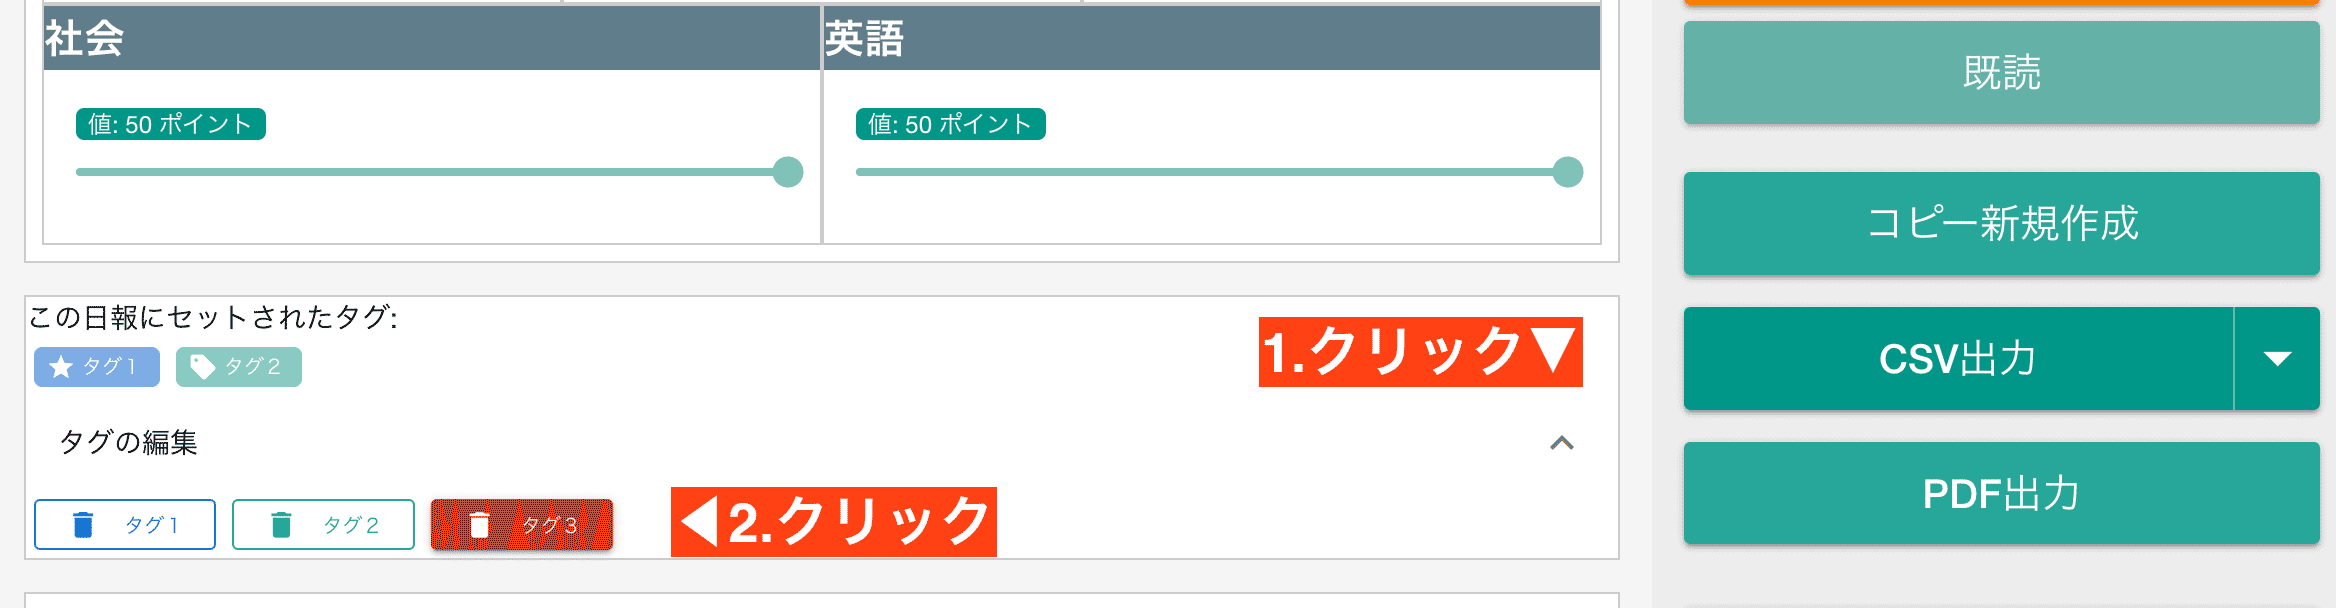 社会
英語
値: 50 ポイント
値: 50 ポイント
この日報にセットされたタグ:
タグ1
タグ2
1.クリック▼
タグの編集
タグ1
タグ2
タグ3
◀2.クリック
既読
コピー新規作成
CSV出力
PDF出力